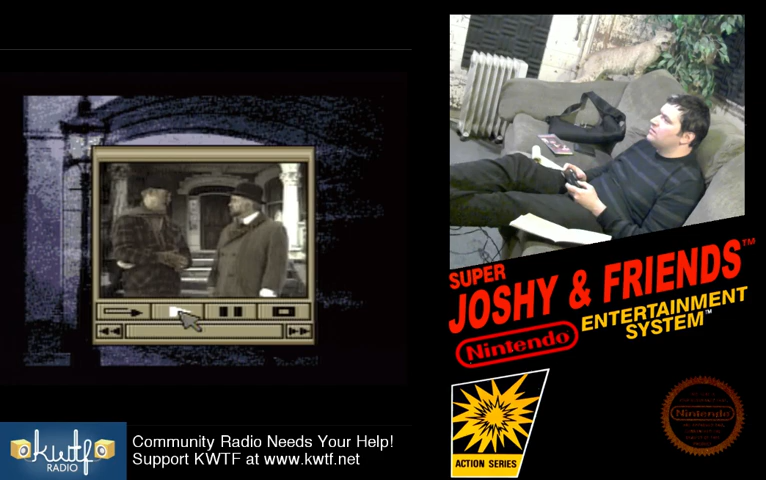 SUPER
JOSHY & FRIENDS™
Nintendo
ENTERTAINMENT
SYSTEM™
ACTION SERIES
Nintendo
kwtf
RADIO
Community Radio Needs Your Help!
Support KWTF at www.kwtf.net